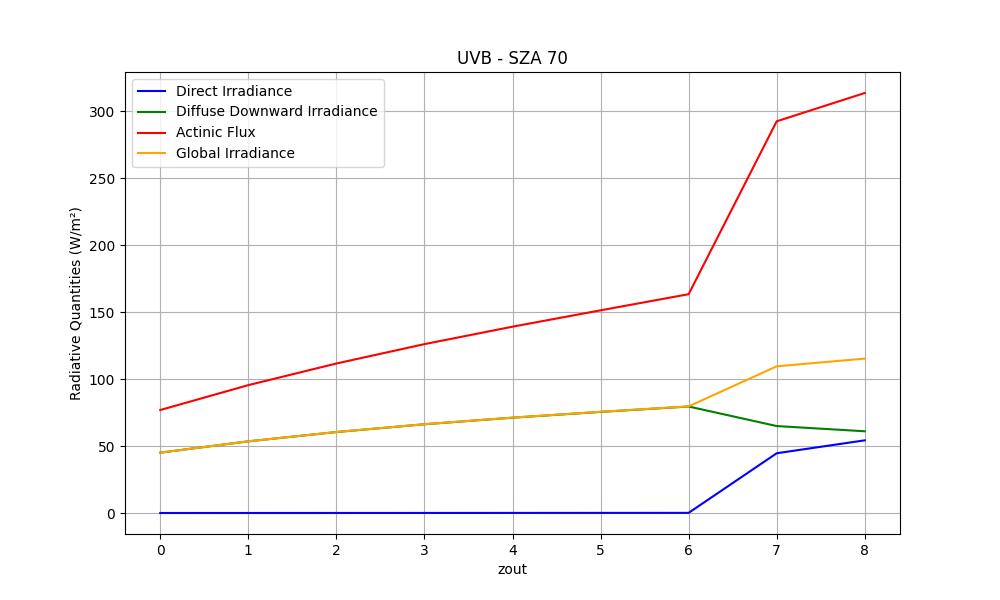 UVB - SZA 70
Direct Irradiance
Diffuse Downward Irradiance
Actinic Flux
Global Irradiance
Radiative Quantities (W/m²)
300
250
200
150
100
50
0
0 1 2 3 4 5 6 7 8
zout